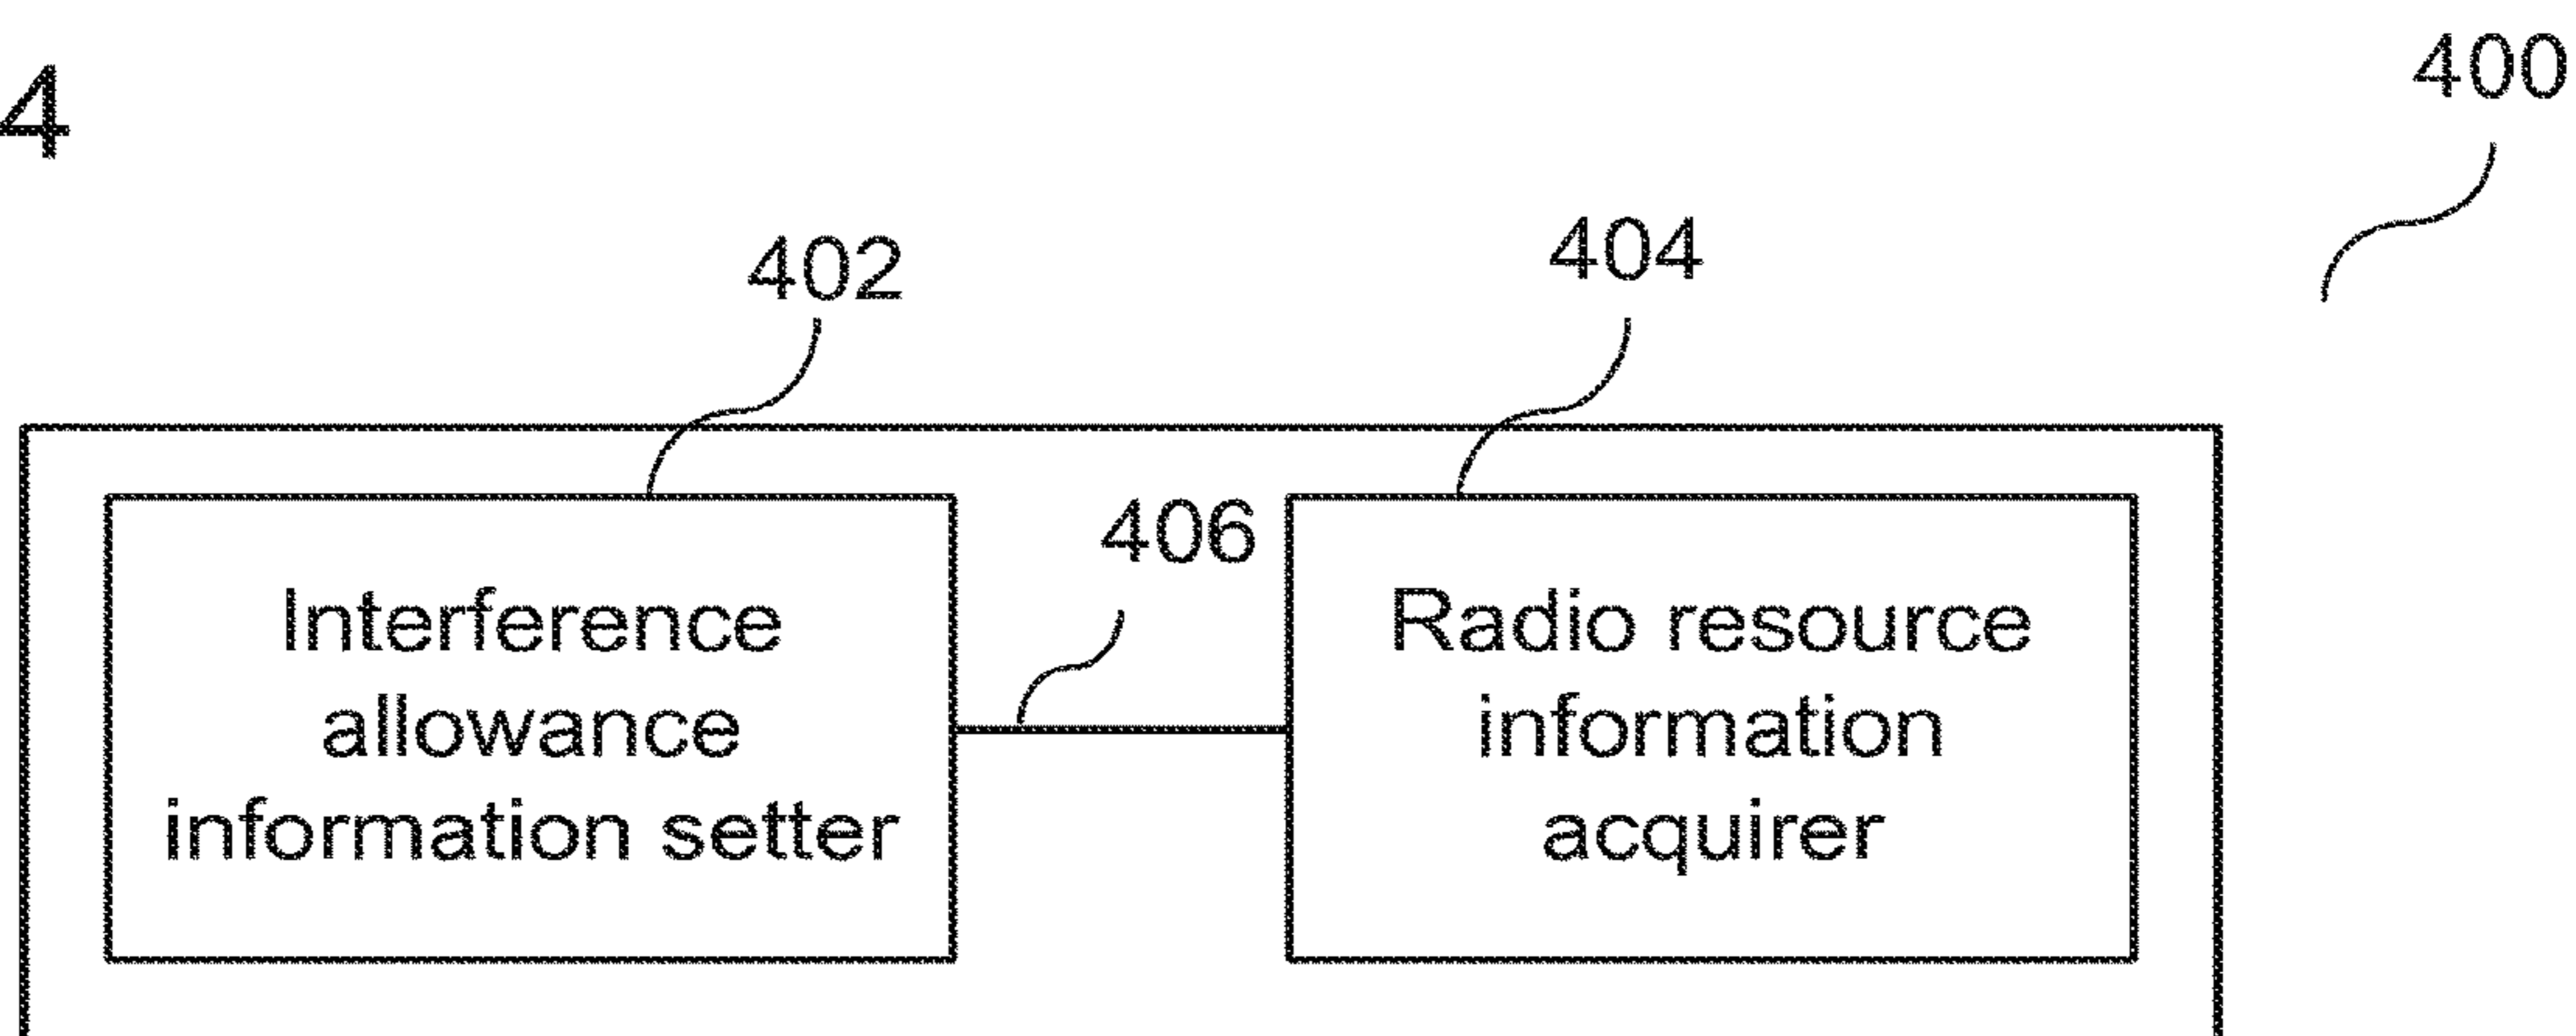 4
400
402
404
406
Interference
allowance
information setter
Radio resource
information
acquirer